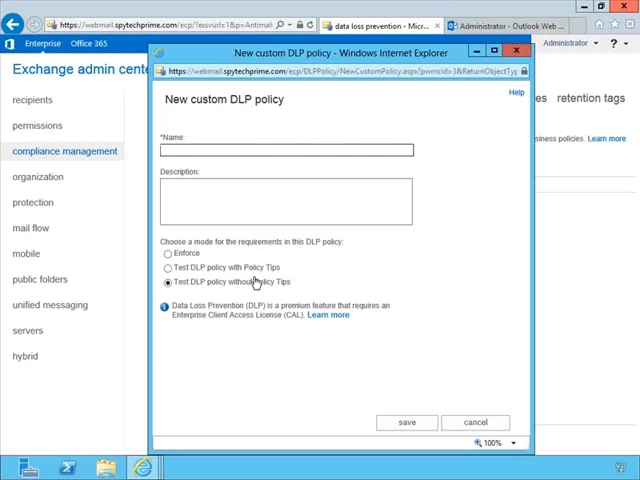 https://webmail.spytechprime.com/ecp/?exsvurl=1&p=Antimal
data loss prevention - Micr...
Administrator - Outlook Web ...
Enterprise
Office 365
Administrator
?
Exchange admin cente
recipients
permissions
compliance management
organization
protection
mail flow
mobile
public folders
unified messaging
servers
hybrid
es
retention tags
siness policies. Learn more
New custom DLP policy - Windows Internet Explorer
https://webmail.spytechprime.com/ecp/DLPPolicy/NewCustomPolicy.aspx?pwncid=3&ReturnObjectTyp
Help
New custom DLP policy
*Name:
Description:
Choose a mode for the requirements in this DLP policy:
Enforce
Test DLP policy with Policy Tips
Test DLP policy without Policy Tips
Data Loss Prevention (DLP) is a premium feature that requires an
Enterprise Client Access License (CAL). Learn more
save
cancel
100%